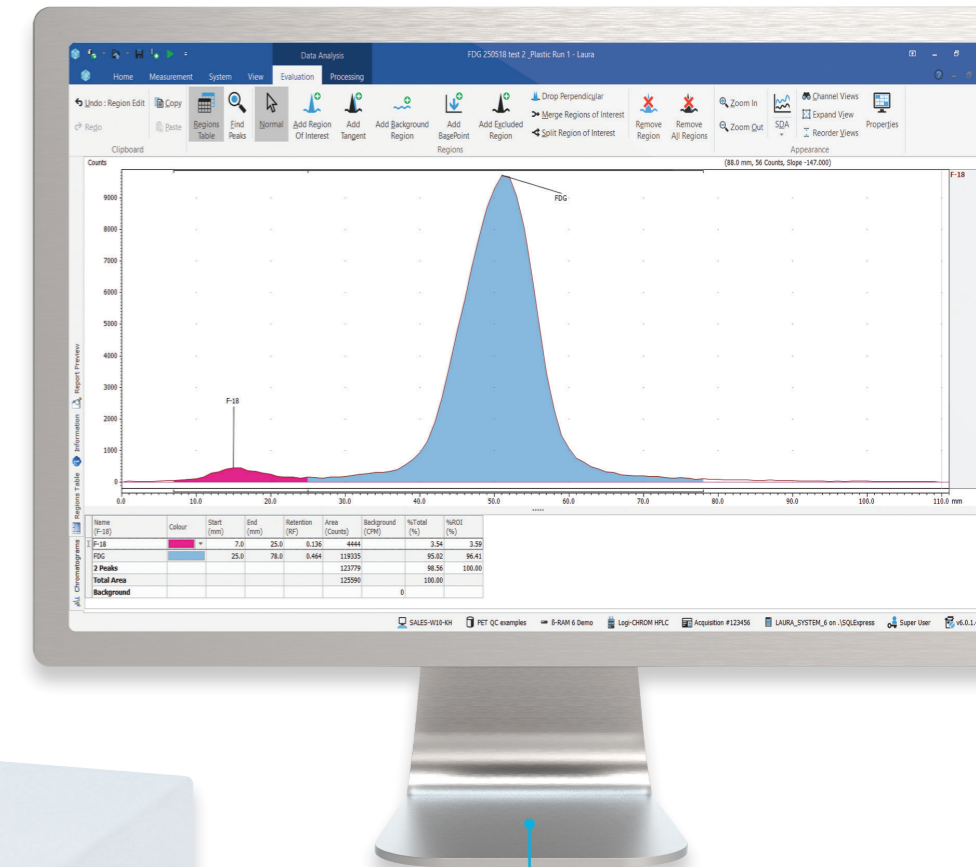 Data Analysis
FDG 250518 test 2 _Plastic Run 1 - Laura
Home Measurement System View Evaluation Processing
Undo : Region Edit
Redo
Copy
Paste
Clipboard
Regions Table
Find Peaks
Normal
Add Region Of Interest
Add Tangent
Add Background Region
Add BasePoint
Add Excluded Region
Drop Perpendicular
Merge Regions of Interest
Split Region of Interest
Regions
Remove Region
Remove All Regions
Zoom In
Zoom Out
SDA
Channel Views
Expand View
Reorder Views
Properties
Appearance
Counts
(88.0 mm, 56 Counts, Slope -147.000)
F-18
FDG
F-18
9000
8000
7000
6000
5000
4000
3000
2000
1000
0
0.0 10.0 20.0 30.0 40.0 50.0 60.0 70.0 80.0 90.0 100.0 110.0 mm
Report Preview
Information
Regions Table
Chromatograms
Name (F-18) Colour Start (mm) End (mm) Retention (RF) Area (Counts) Background (CPM) %Total (%) %ROI (%)
F-18 7.0 25.0 0.136 4444 3.54 3.59
FDG 25.0 78.0 0.464 119335 95.02 96.41
2 Peaks 123779 98.56 100.00
Total Area 125590 100.00
Background 0
SALES-W10-KH PET QC examples ß-RAM 6 Demo Logi-CHROM HPLC Acquisition #123456 LAURA_SYSTEM_6 on .\SQLExpress Super User v6.0.1.